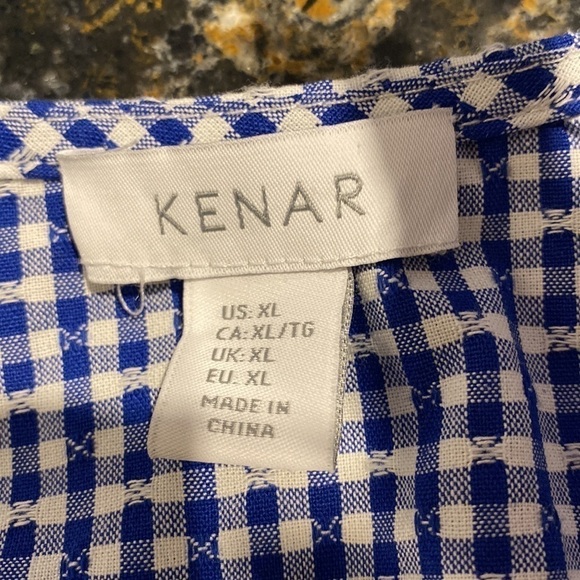 KENAR
US: XL
CA: XL/TG
UK: XL
EU: XL
MADE IN
CHINA